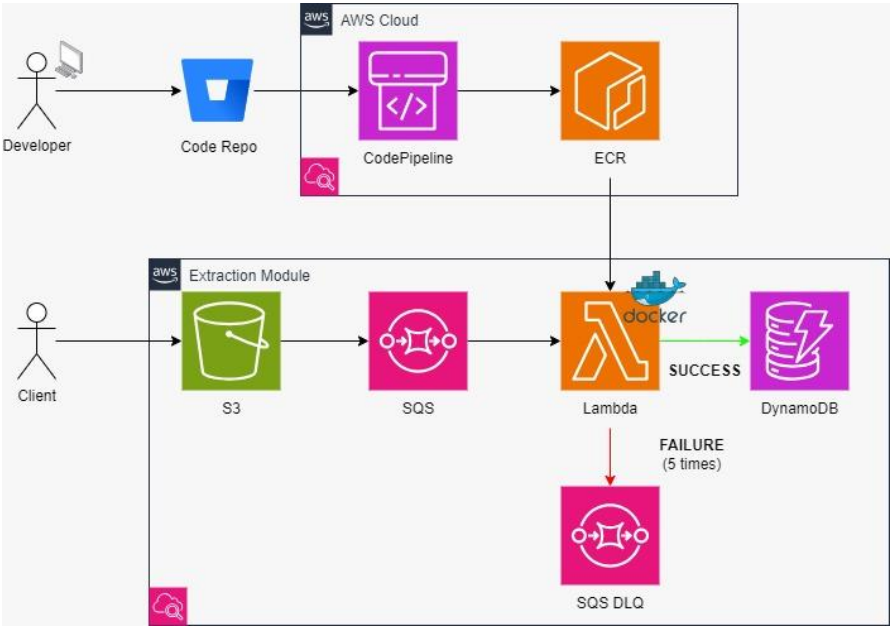 aws
AWS Cloud
Developer
Code Repo
</>
CodePipeline
ECR
aws
Extraction Module
docker
Client
S3
SQS
Lambda
SUCCESS
DynamoDB
FAILURE
(5 times)
SQS DLQ